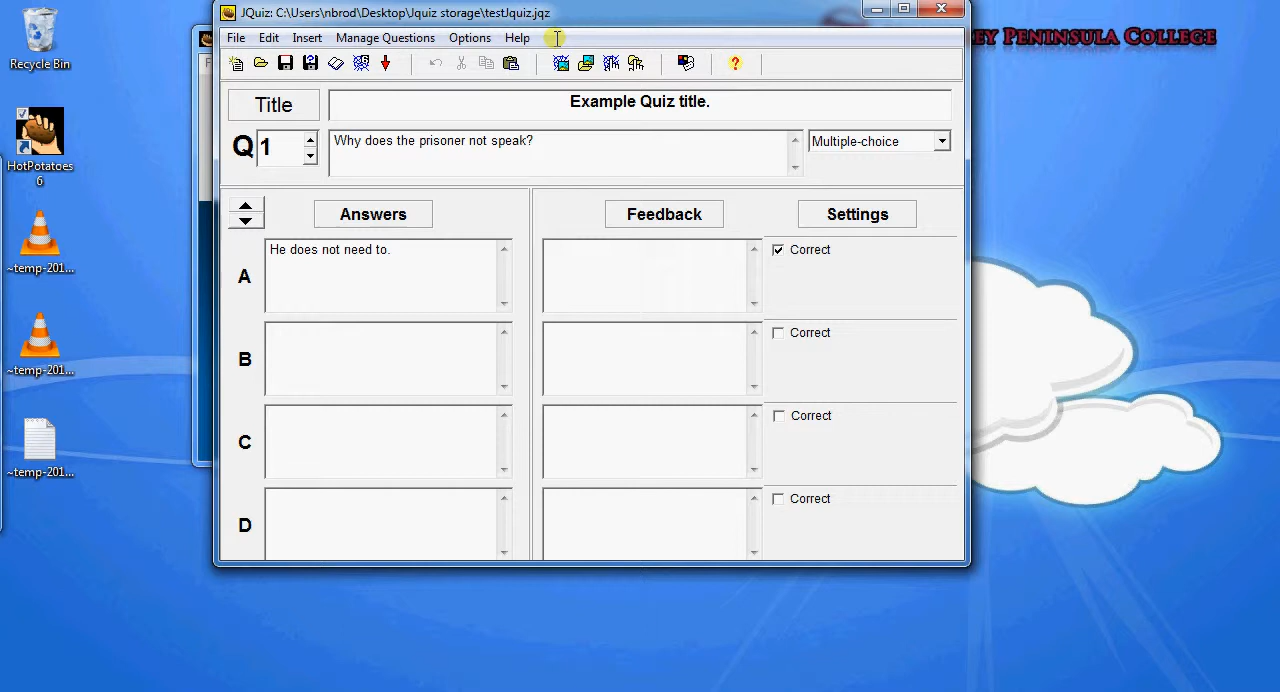 JQuiz: C:\Users\nbrod\Desktop\Jquiz storage\testJquiz.jqz
File Edit Insert Manage Questions Options Help
Title
Example Quiz title.
Q 1
Why does the prisoner not speak?
Multiple-choice
Answers
Feedback
Settings
A
He does not need to.
Correct
B
Correct
C
Correct
D
Correct
Recycle Bin
HotPotatoes
6
~temp-201...
~temp-201...
~temp-201...
PENINSULA COLLEGE